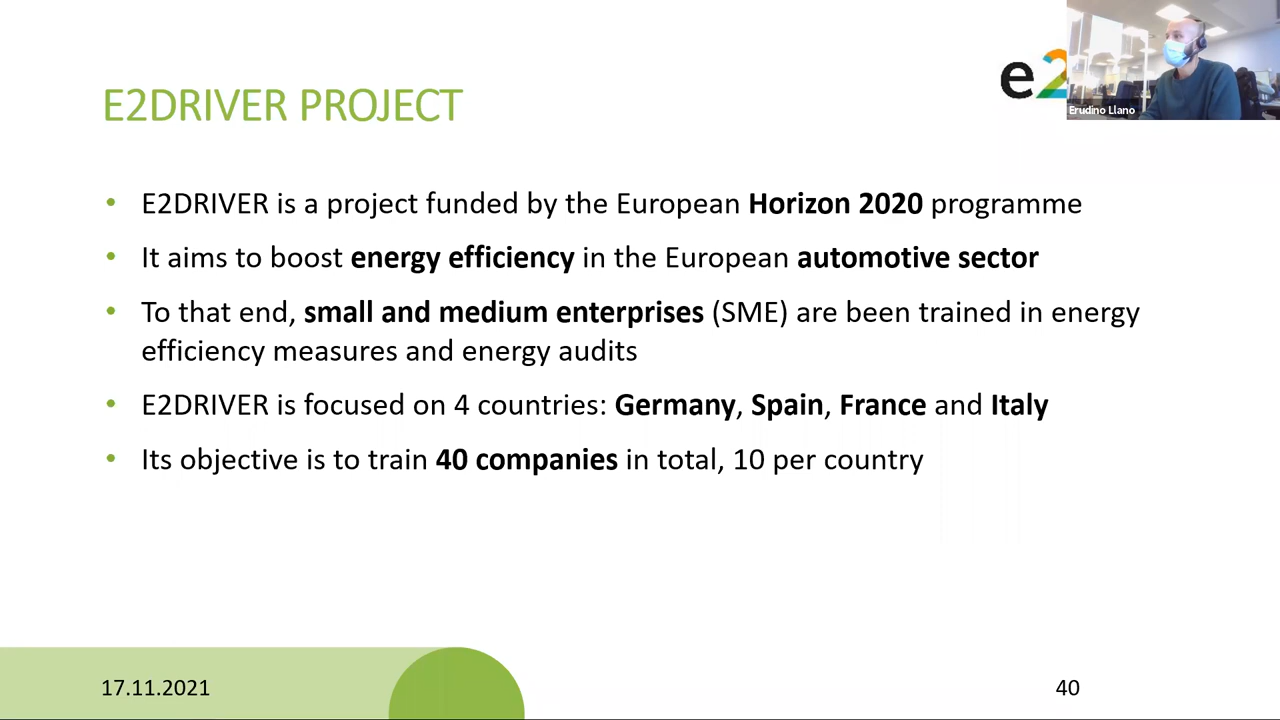 e2
Erudino Llano
E2DRIVER PROJECT
• E2DRIVER is a project funded by the European Horizon 2020 programme
• It aims to boost energy efficiency in the European automotive sector
• To that end, small and medium enterprises (SME) are been trained in energy
efficiency measures and energy audits
• E2DRIVER is focused on 4 countries: Germany, Spain, France and Italy
• Its objective is to train 40 companies in total, 10 per country
17.11.2021
40